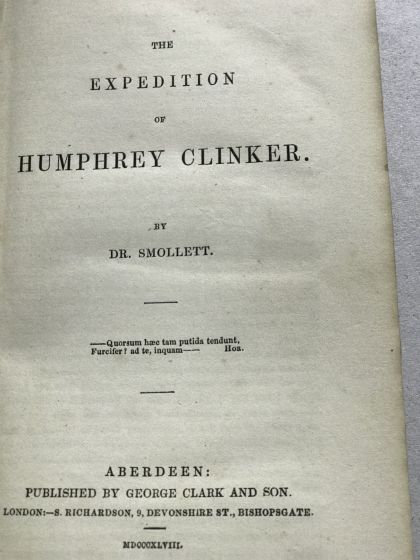 THE
EXPEDITION
OF
HUMPHREY CLINKER.
BY
DR. SMOLLETT.
——Quorsum hæc tam putida tendunt,
Furcifer? ad te, inquam—— Hor.
ABERDEEN:
PUBLISHED BY GEORGE CLARK AND SON.
LONDON:—S. RICHARDSON, 9, DEVONSHIRE ST., BISHOPSGATE.
MDCCCXLVIII.